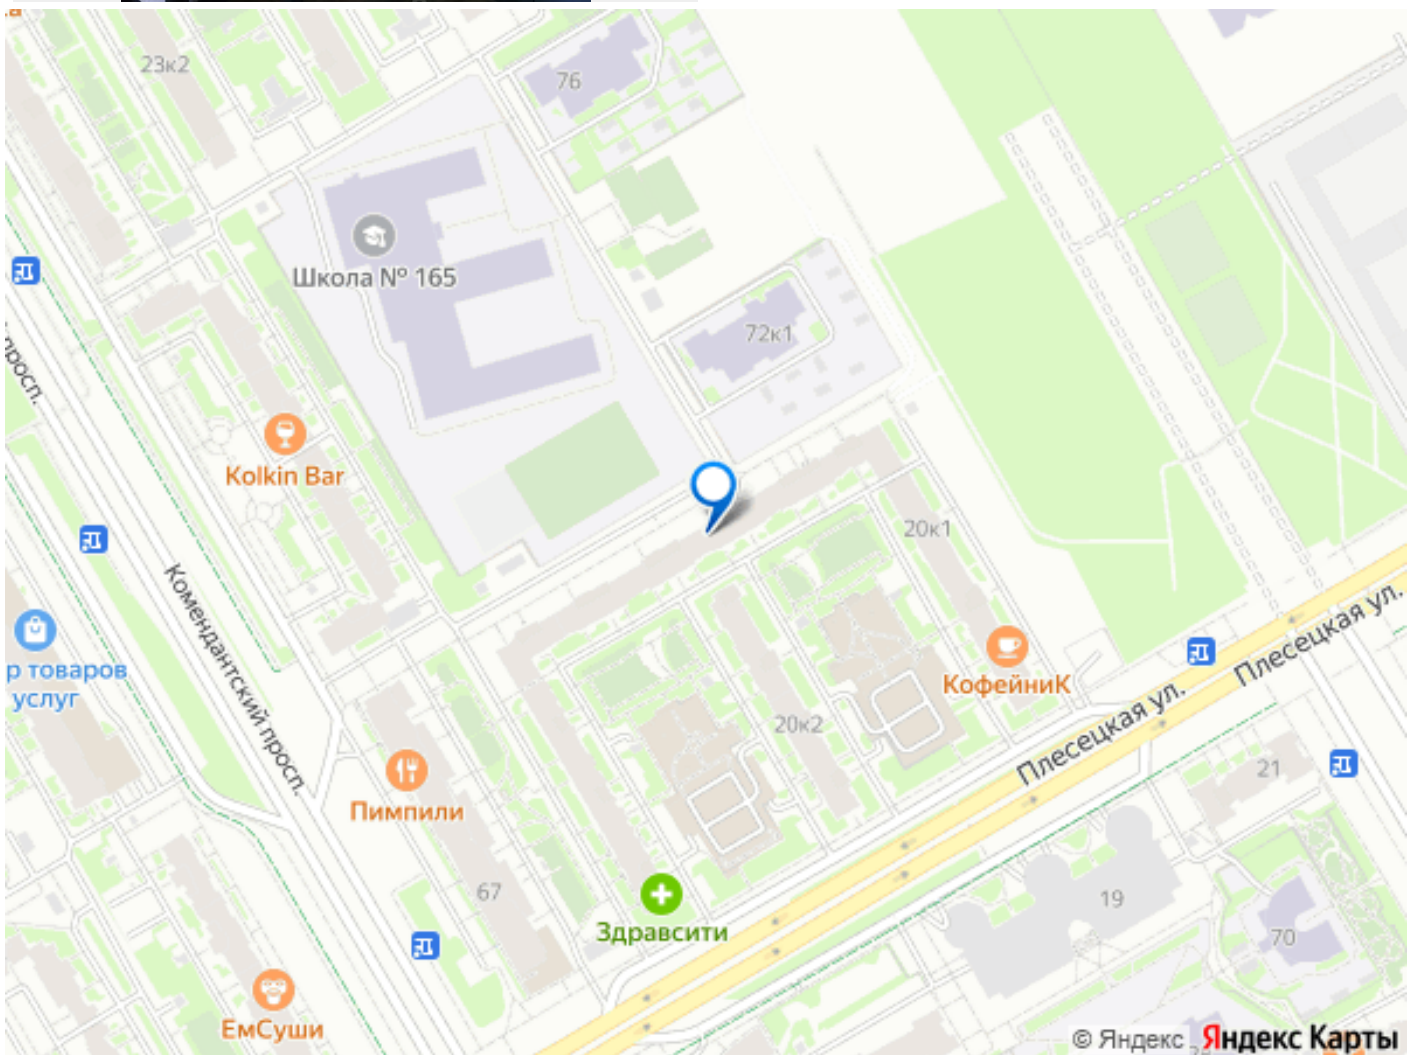 23к2
76
Школа № 165
72к1
просп.
Kolkin Bar
20к1
Комендантский просп.
р товаров
услуг
КофейниК
Плесецкая ул.
Плесецкая ул.
20к2
21
Пимпили
67
19
Здравсити
70
ЕмСуши
© Яндекс Яндекс Карты